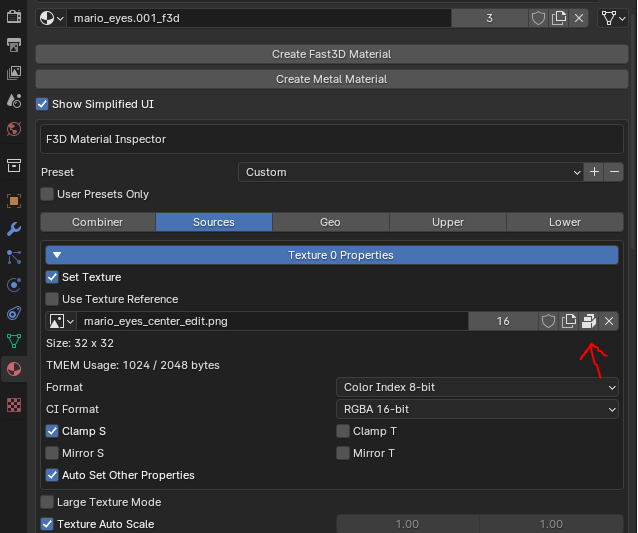 mario_eyes.001_f3d 3
Create Fast3D Material
Create Metal Material
Show Simplified UI
F3D Material Inspector
Preset Custom
User Presets Only
Combiner Sources Geo Upper Lower
Texture 0 Properties
Set Texture
Use Texture Reference
mario_eyes_center_edit.png 16
Size: 32 x 32
TMEM Usage: 1024 / 2048 bytes
Format Color Index 8-bit
CI Format RGBA 16-bit
Clamp S Clamp T
Mirror S Mirror T
Auto Set Other Properties
Large Texture Mode
Texture Auto Scale 1.00 1.00